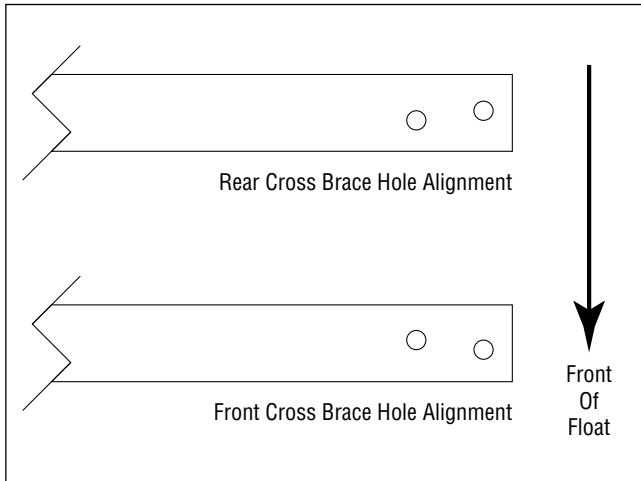 Rear Cross Brace Hole Alignment
Front Cross Brace Hole Alignment
Front
Of
Float